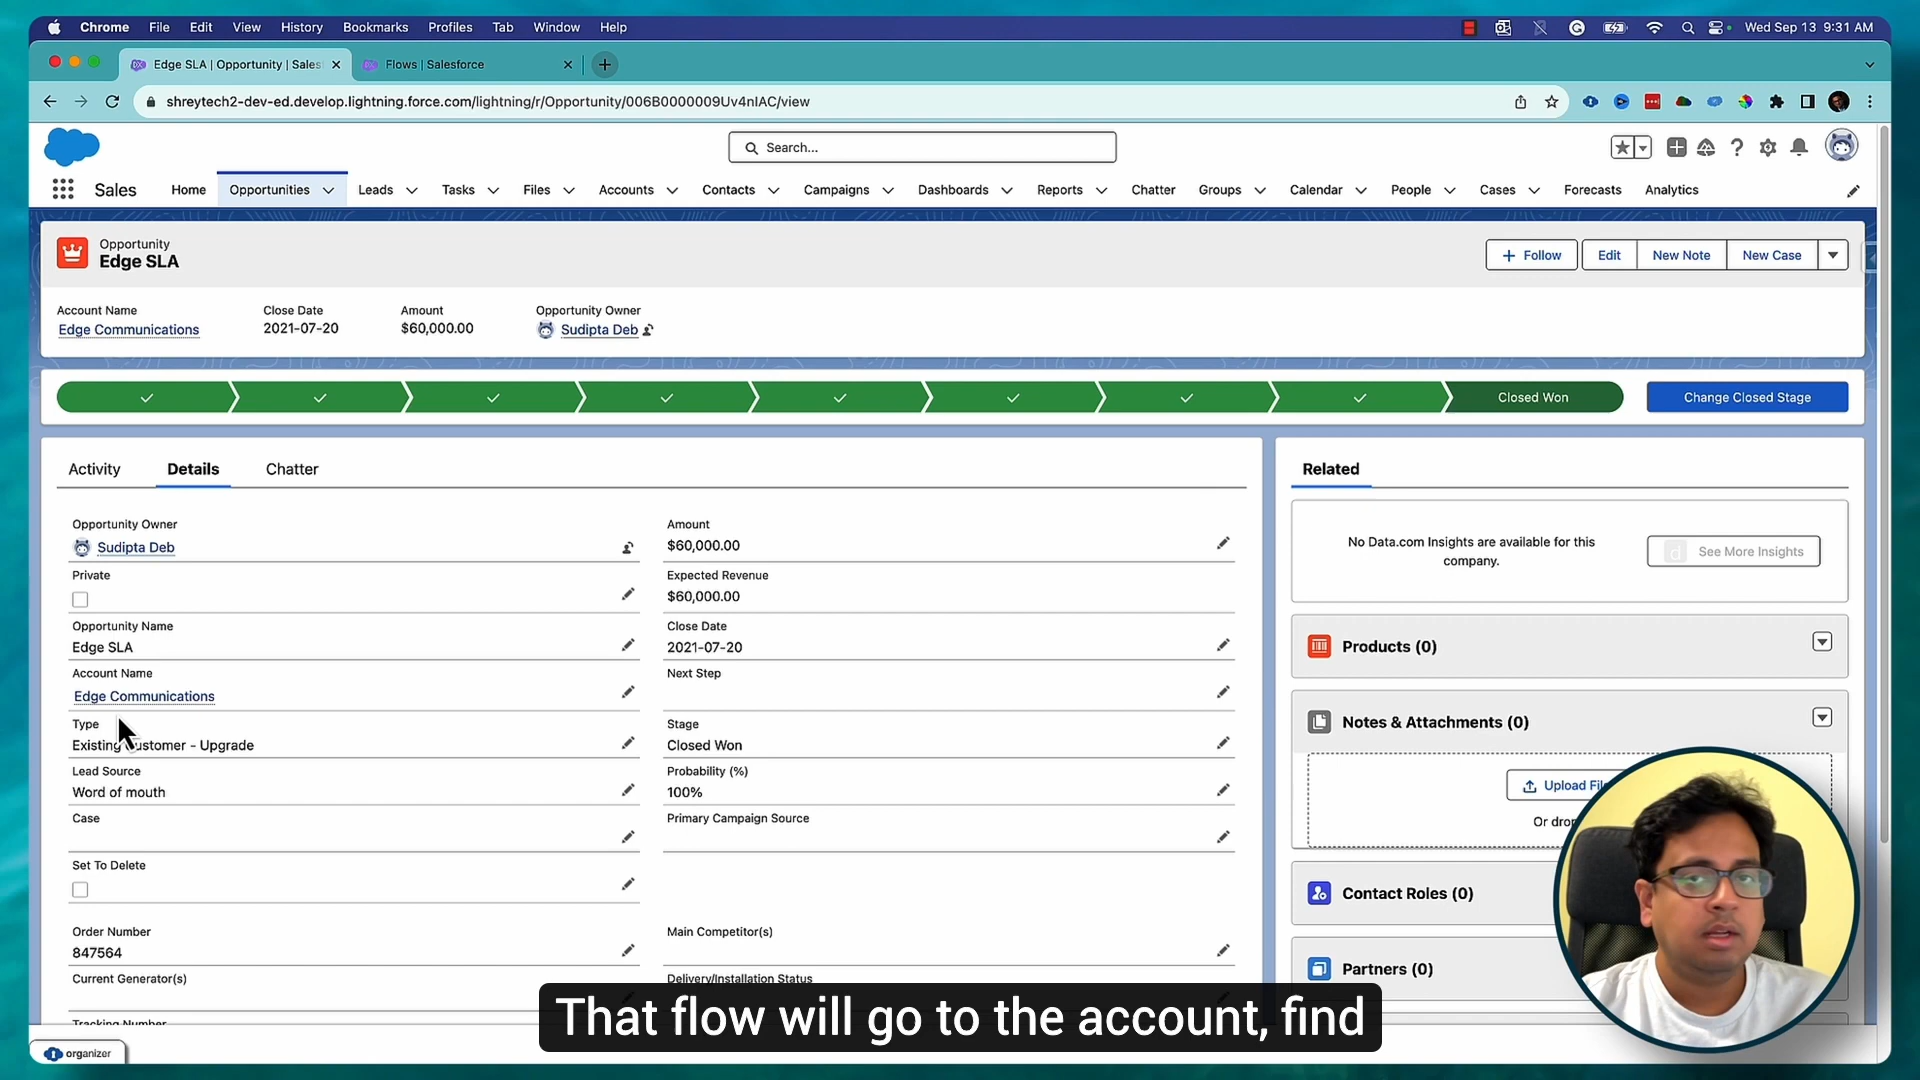 Chrome File Edit View History Bookmarks Profiles Tab Window Help Wed Sep 13 9:31 AM
Edge SLA | Opportunity | Sales
Flows | Salesforce
shreytech2-dev-ed.develop.lightning.force.com/lightning/r/Opportunity/006B0000009Uv4nIAC/view
Search...
Sales Home Opportunities Leads Tasks Files Accounts Contacts Campaigns Dashboards Reports Chatter Groups Calendar People Cases Forecasts Analytics
Opportunity
Edge SLA
+ Follow Edit New Note New Case
Account Name Close Date Amount Opportunity Owner
Edge Communications 2021-07-20 $60,000.00 Sudipta Deb
Closed Won
Change Closed Stage
Activity Details Chatter
Opportunity Owner
Sudipta Deb
Private
Opportunity Name
Edge SLA
Account Name
Edge Communications
Type
Existing Customer - Upgrade
Lead Source
Word of mouth
Case
Set To Delete
Order Number
847564
Current Generator(s)
Tracking Number
Amount
$60,000.00
Expected Revenue
$60,000.00
Close Date
2021-07-20
Next Step
Stage
Closed Won
Probability (%)
100%
Primary Campaign Source
Main Competitor(s)
Delivery/Installation Status
Related
No Data.com Insights are available for this
company.
See More Insights
Products (0)
Notes & Attachments (0)
Upload
Contact Roles (0)
Partners (0)
That flow will go to the account, find
organizer